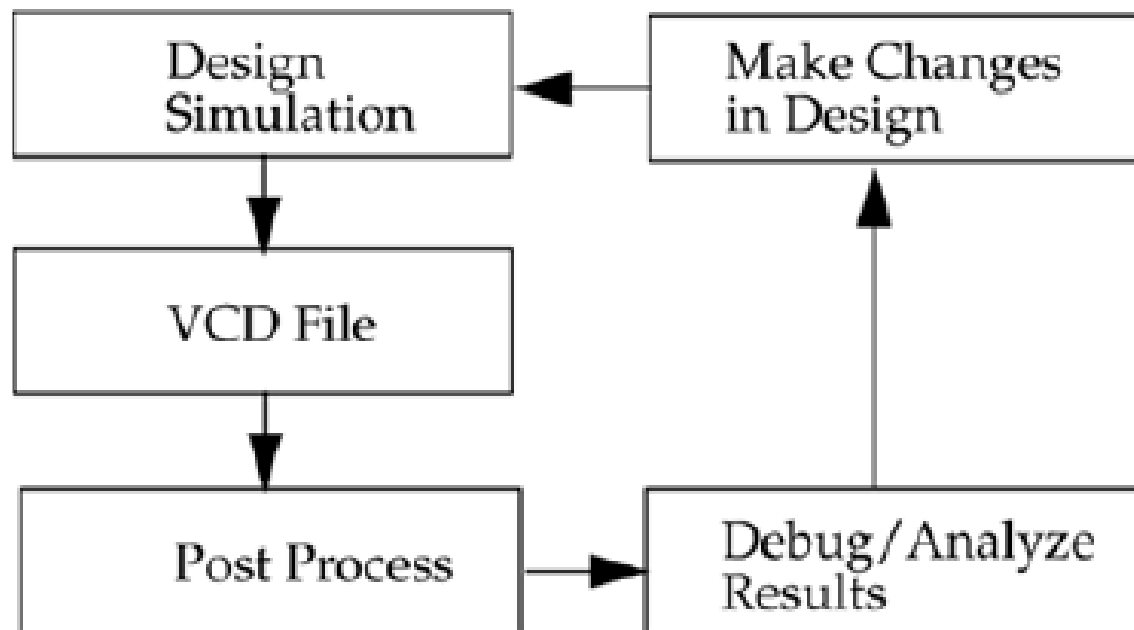 Design
Simulation
Make Changes
in Design
VCD File
Post Process
Debug/Analyze
Results